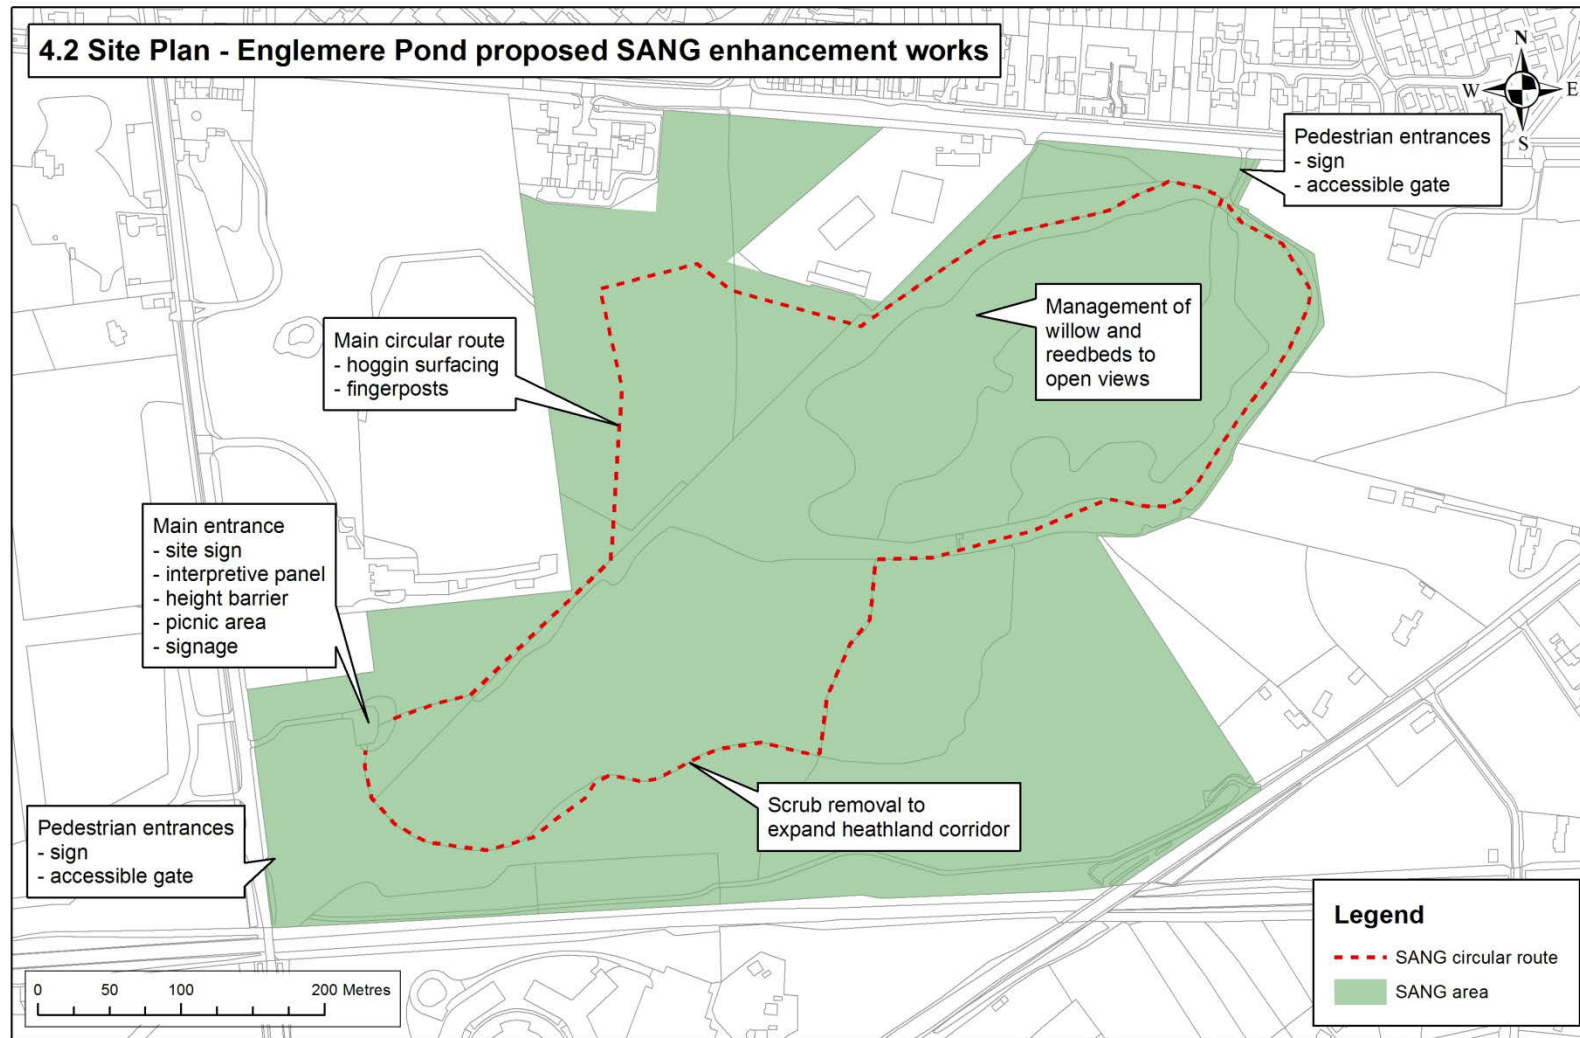 4.2 Site Plan - Englemere Pond proposed SANG enhancement works
N
W
E
S
Pedestrian entrances
- sign
- accessible gate
Management of
willow and
reedbeds to
open views
Main circular route
- hoggin surfacing
- fingerposts
Main entrance
- site sign
- interpretive panel
- height barrier
- picnic area
- signage
Scrub removal to
expand heathland corridor
Pedestrian entrances
- sign
- accessible gate
Legend
SANG circular route
SANG area
0 50 100 200 Metres